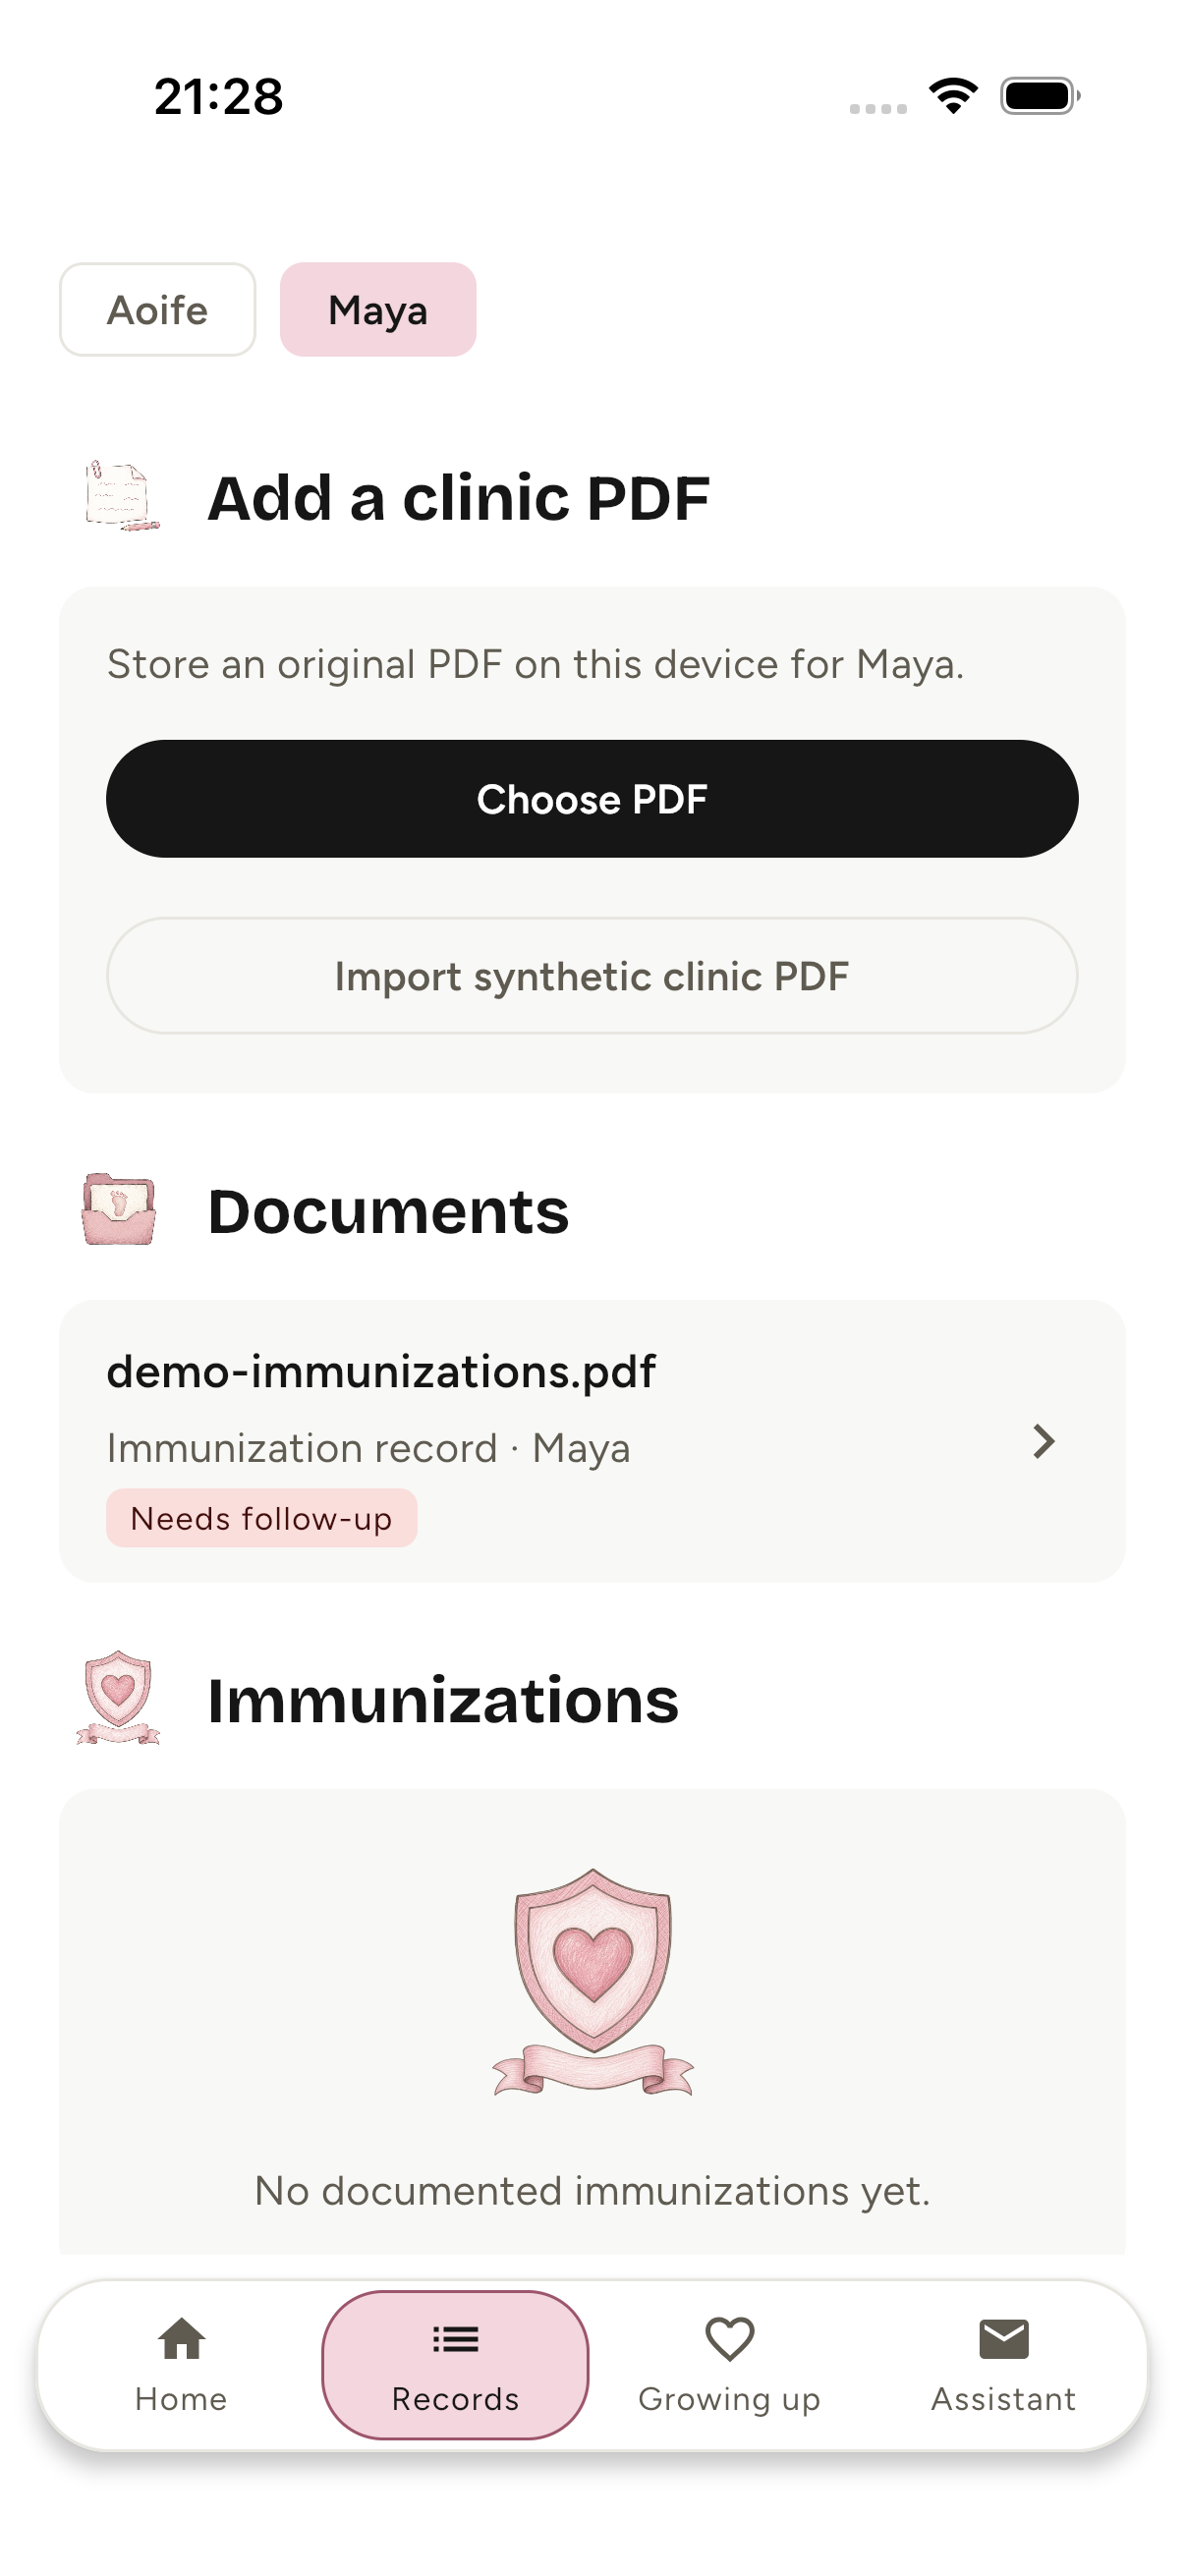 21:28
Aoife
Maya
Add a clinic PDF
Store an original PDF on this device for Maya.
Choose PDF
Import synthetic clinic PDF
Documents
demo-immunizations.pdf
Immunization record · Maya
Needs follow-up
Immunizations
No documented immunizations yet.
Home
Records
Growing up
Assistant